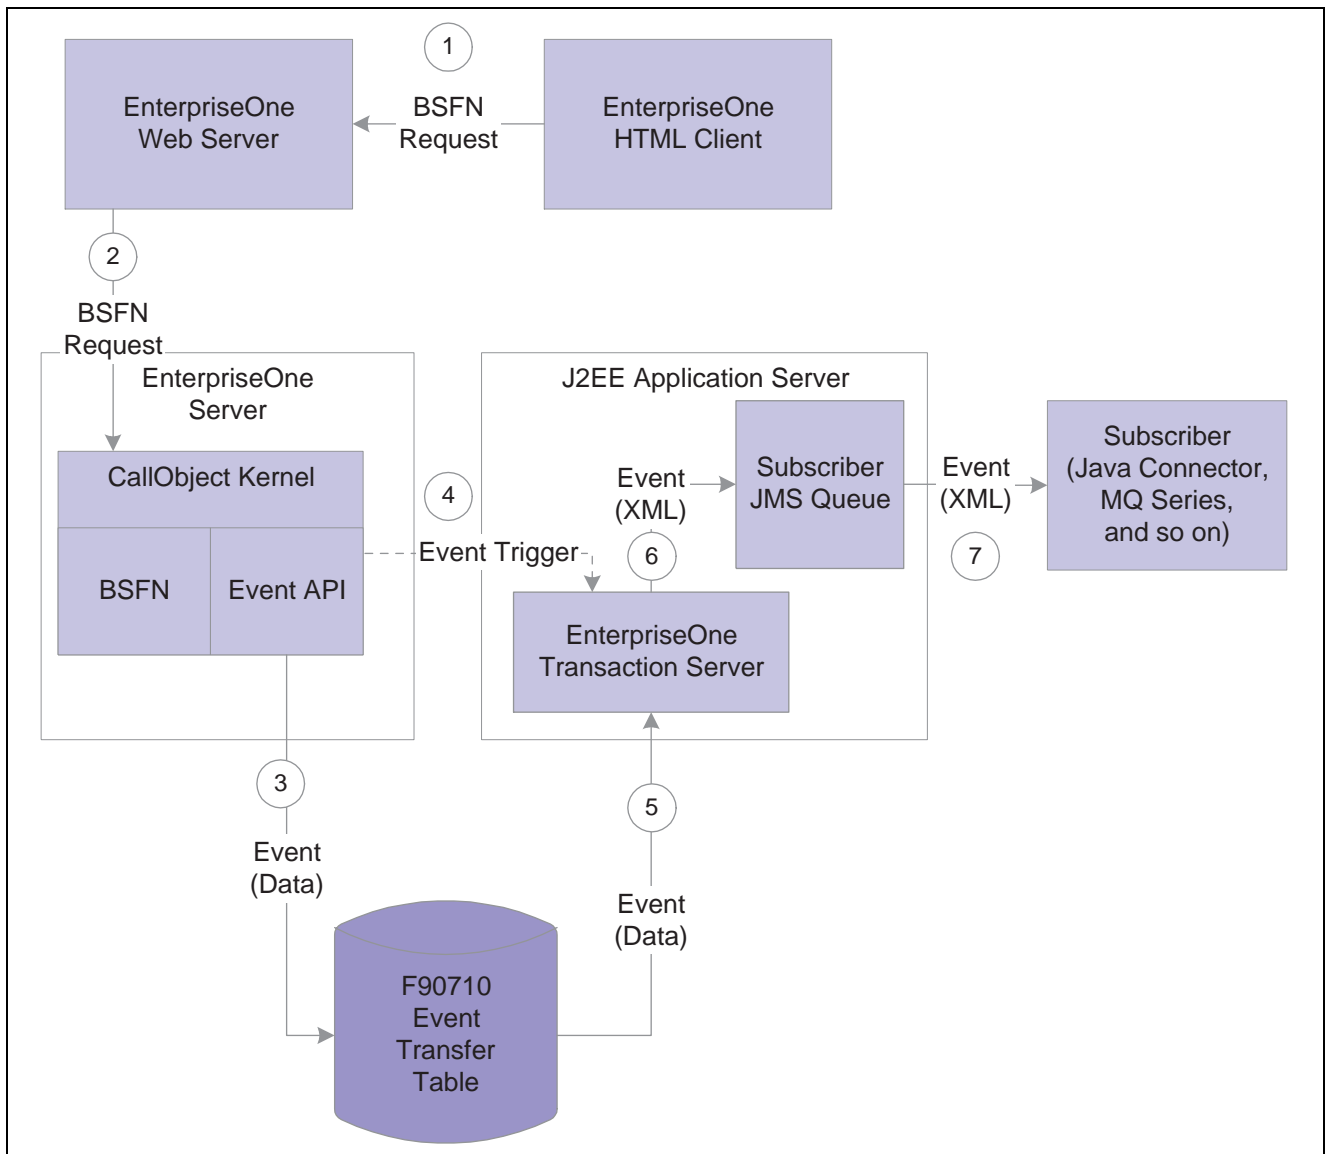 1
EnterpriseOne
Web Server
BSFN
Request
EnterpriseOne
HTML Client
2
BSFN
Request
EnterpriseOne
Server
CallObject Kernel
BSFN
Event API
4
Event Trigger
J2EE Application Server
Event
(XML)
6
Subscriber
JMS Queue
EnterpriseOne
Transaction Server
Event
(XML)
7
Subscriber
(Java Connector,
MQ Series,
and so on)
3
Event
(Data)
5
Event
(Data)
F90710
Event
Transfer
Table